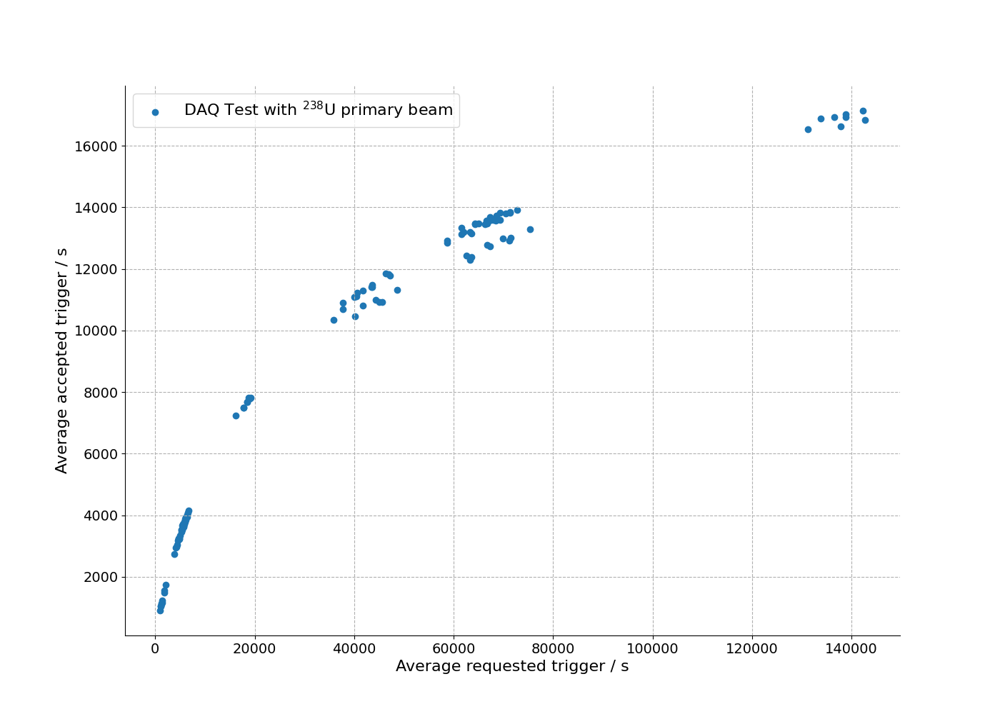 DAQ Test with ²³⁸U primary beam
16000
14000
12000
10000
8000
6000
4000
2000
Average accepted trigger / s
0 20000 40000 60000 80000 100000 120000 140000
Average requested trigger / s